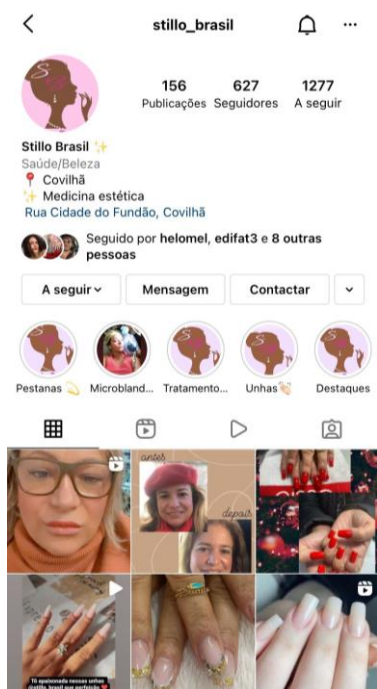 stillo_brasil
156
627
1277
Publicações
Seguidores
A seguir
Stillo Brasil
Saúde/Beleza
Covilhã
Medicina estética
Rua Cidade do Fundão, Covilhã
Seguido por helomel, edifat3 e 8 outras
pessoas
A seguir
Mensagem
Contactar
Pestanas
Microbland...
Tratamento...
Unhas
Destaques
antes
depois
Tô apaixonada nessas unhas
@stillo_brasil que perfeição